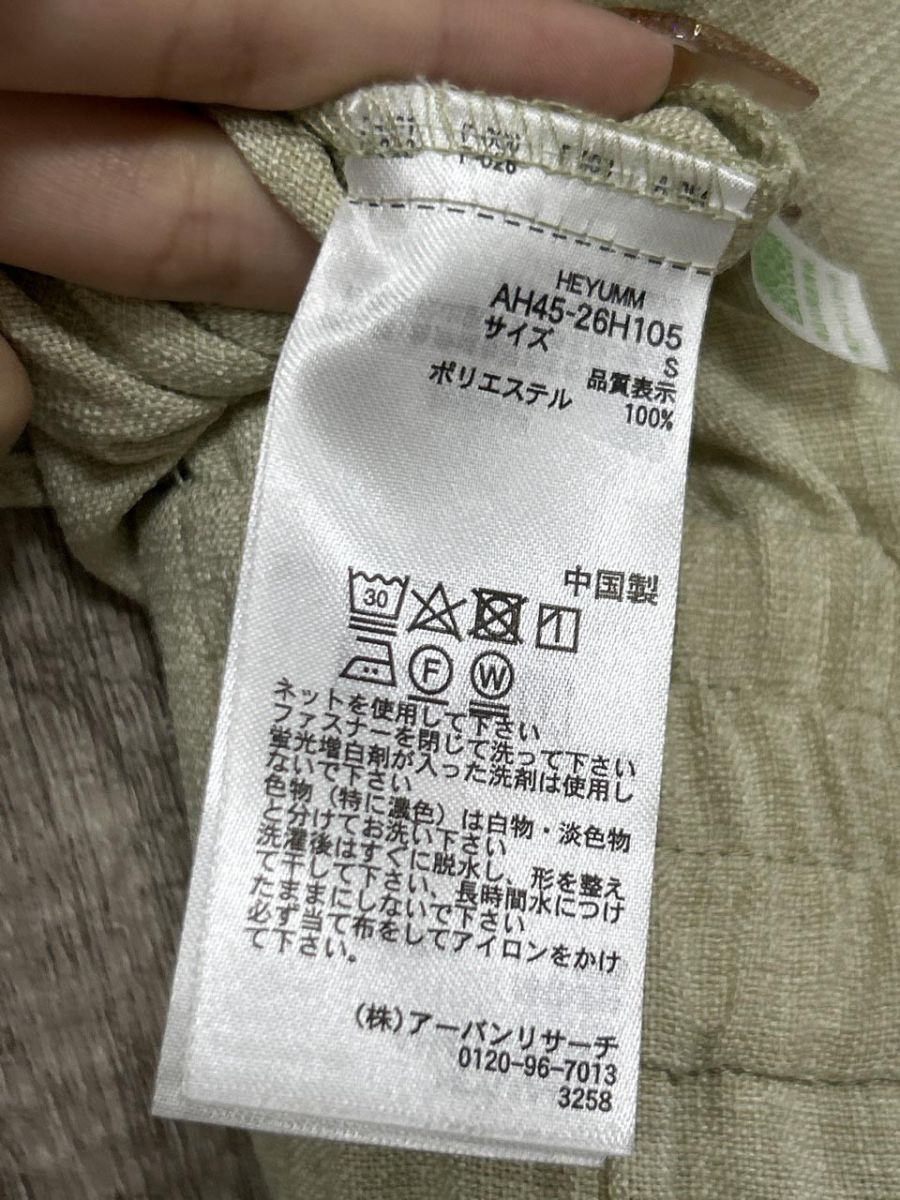 HEYUMM
AH45-26H105
サイズ
S
品質表示
ポリエステル 100%
中国製
30
F
W
ネットを使用して下さい
ファスナーを閉じて洗って下さい
蛍光増白剤が入った洗剤は使用し
ないで下さい
色物（特に濃色）は白物・淡色物
と分けてお洗い下さい
洗濯後はすぐに脱水し、形を整え
て干して下さい、長時間水につけ
たままにしないで下さい
必ず当て布をしてアイロンをかけ
て下さい。
(株)アーバンリサーチ
0120-96-7013
3258